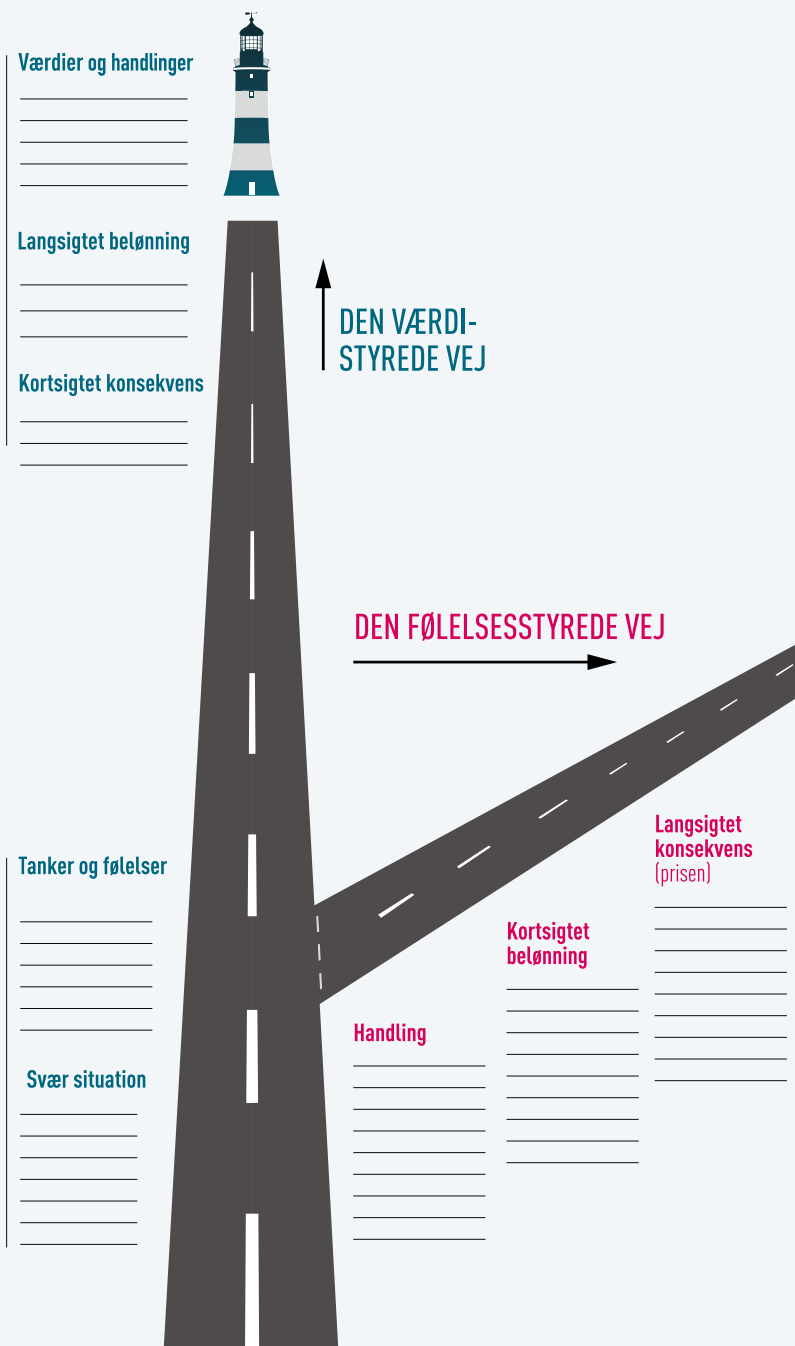 Værdier og handlinger
Langsigtet belønning
DEN VÆRDI-
STYREDE VEJ
Kortsigtet konsekvens
DEN FØLELSESSTYREDE VEJ
Tanker og følelser
Svær situation
Handling
Kortsigtet
belønning
Langsigtet
konsekvens
(prisen)